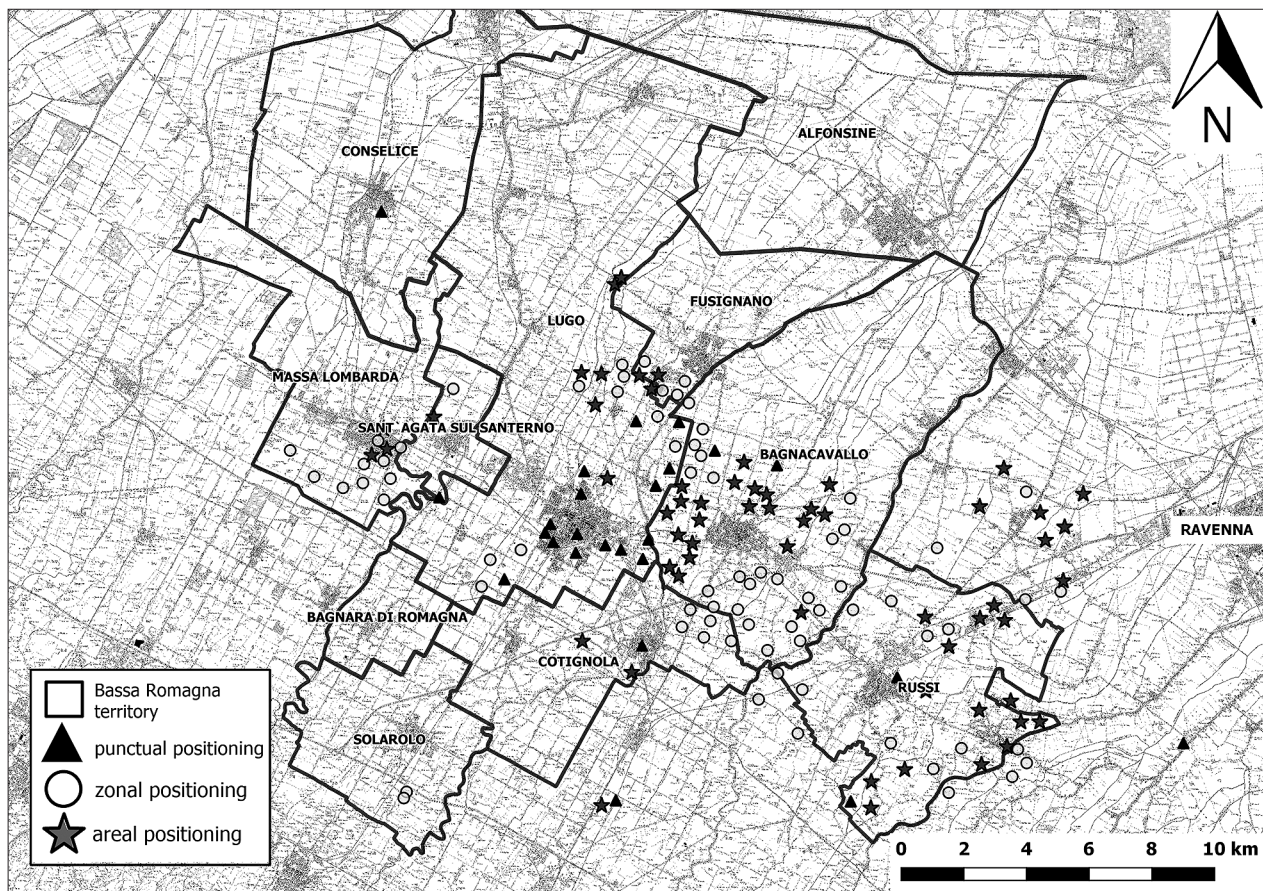 N
ALFONSINE
CONSELICE
FUSIGNANO
LUGO
MASSA LOMBARDA
SANT`AGATA SUL SANTERNO
BAGNACAVALLO
RAVENNA
BAGNARA DI ROMAGNA
COTIGNOLA
RUSSI
SOLAROLO
Bassa Romagna
territory
punctual positioning
zonal positioning
areal positioning
0 2 4 6 8 10 km